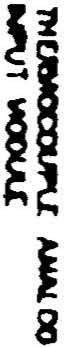 THERMOCOUPLE ANALOG
INPUT MODULE